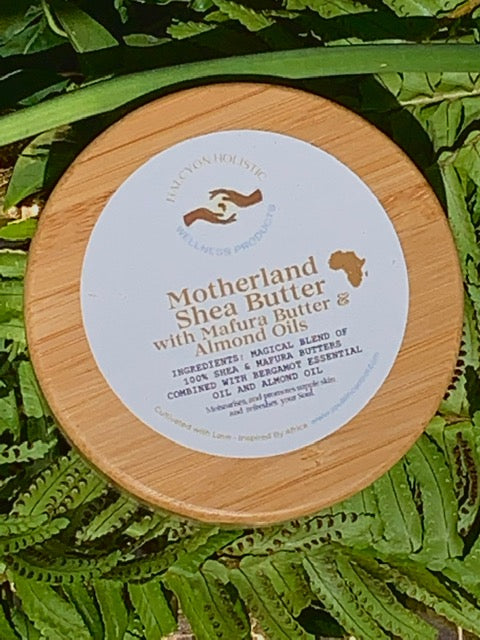 HALCYON HOLISTIC
WELLNESS PRODUCTS
Motherland
Shea Butter
with Mafura Butter &
Almond Oils
INGREDIENTS: MAGICAL BLEND OF
100% SHEA & MAFURA BUTTERS
COMBINED WITH BERGAMOT ESSENTIAL
OIL AND ALMOND OIL
Moisturises, and promotes supple skin
and refreshes your Soul.
Cultivated with Love - Inspired By Africa